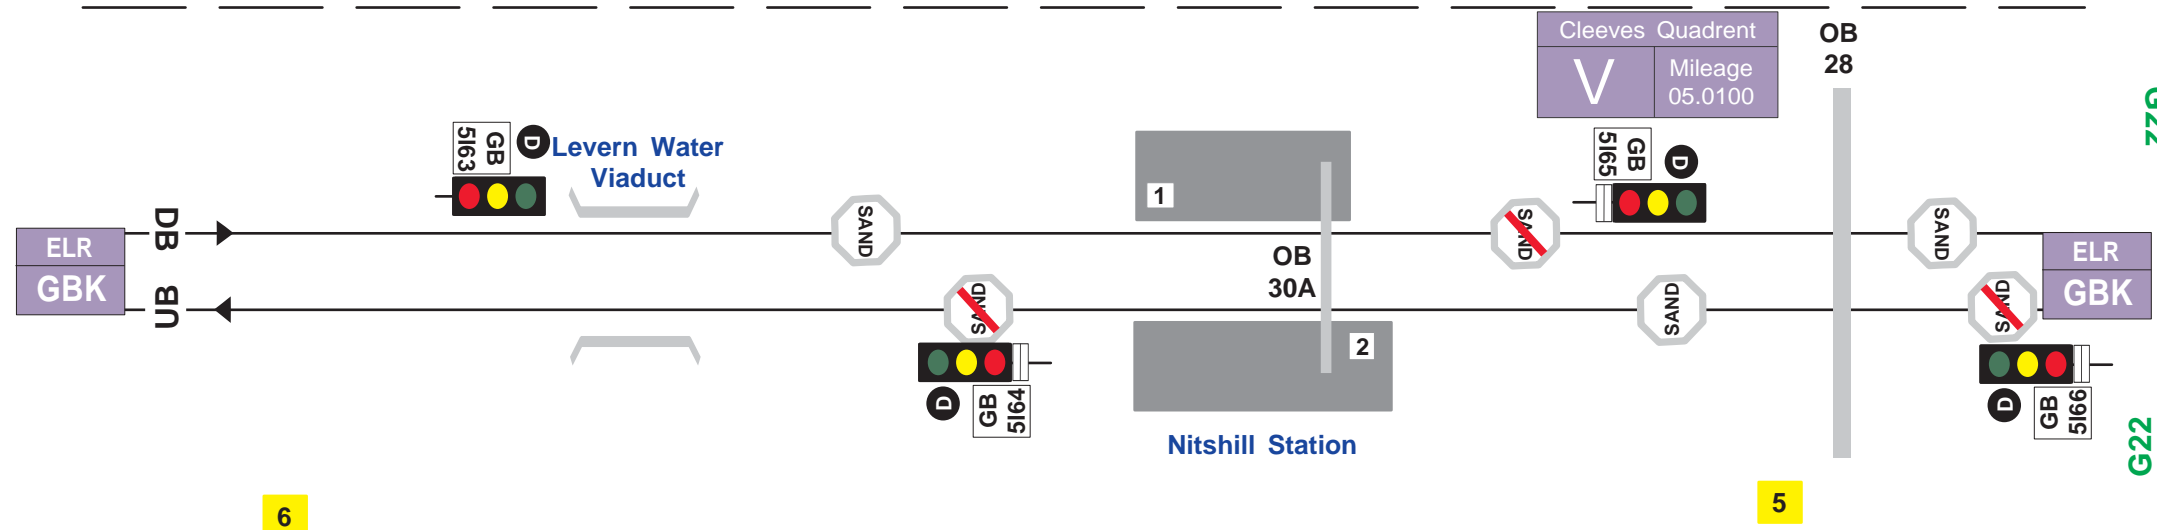 Cleeves Quadrent
V
Mileage
05.0100
OB
28
GB
5I63
D
Levern Water
Viaduct
1
GB
5I65
D
G22
ELR
GBK
DB
UB
SAND
SAND
SAND
SAND
SAND
SAND
OB
30A
ELR
GBK
2
D
GB
5I64
D
GB
5I66
G22
Nitshill Station
6
5